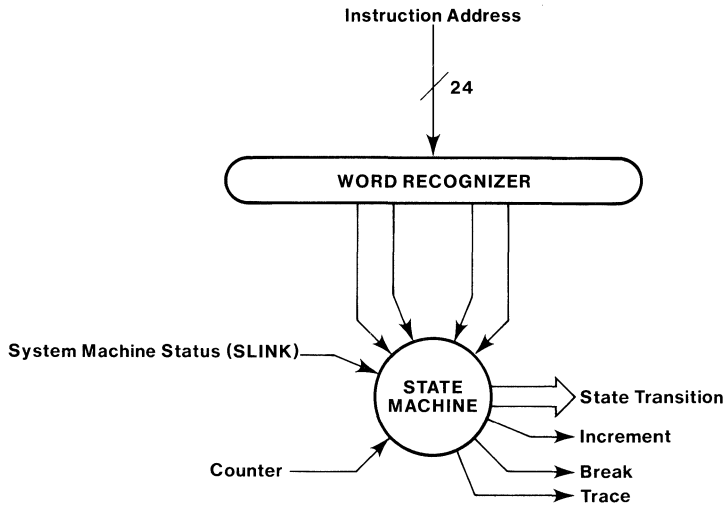 Instruction Address
24
WORD RECOGNIZER
System Machine Status (SLINK)
STATE
MACHINE
State Transition
Increment
Counter
Break
Trace